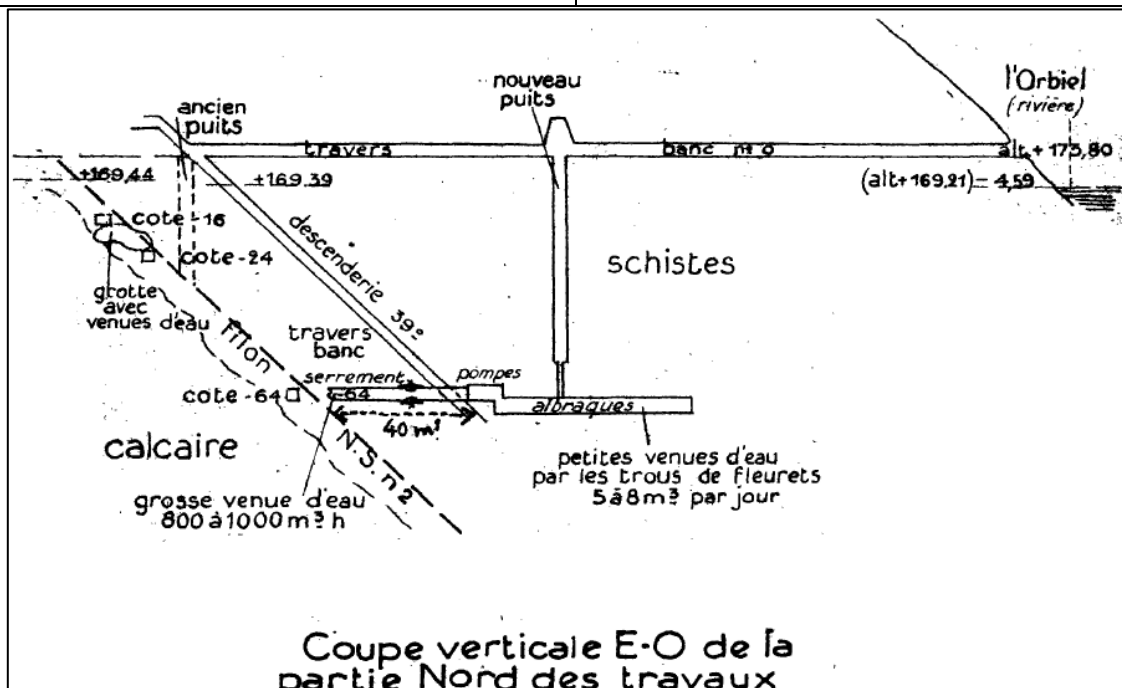 nouveau
puits
l'Orbiel
(rivière)
ancien
puits
travers
banc m 0
alt + 173,80
+169,44
+169.39
(alt+169,21) - 4,59
cote - 16
cote - 24
descenderie 39°
schistes
grotte
avec
venues d'eau
filon
N.S. n 2
travers
banc
serrement
pompes
cote - 64
-64
albraques
40 m
calcaire
petites venues d'eau
par les trous de fleurets
5 à 8 m³ par jour
grosse venue d'eau
800 à 1000 m³ h
Coupe verticale E-O de la
partie Nord des travaux